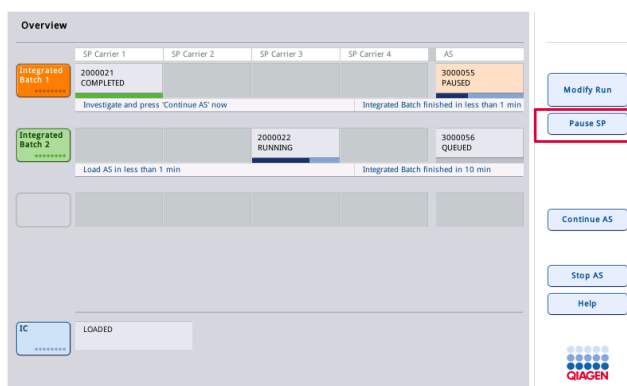 Overview
SP Carrier 1 SP Carrier 2 SP Carrier 3 SP Carrier 4 AS
Integrated
Batch 1
2000021
COMPLETED
3000055
PAUSED
Investigate and press 'Continue AS' now
Integrated Batch finished in less than 1 min
Integrated
Batch 2
2000022
RUNNING
3000056
QUEUED
Load AS in less than 1 min
Integrated Batch finished in 10 min
IC
LOADED
Modify Run
Pause SP
Continue AS
Stop AS
Help
QIAGEN